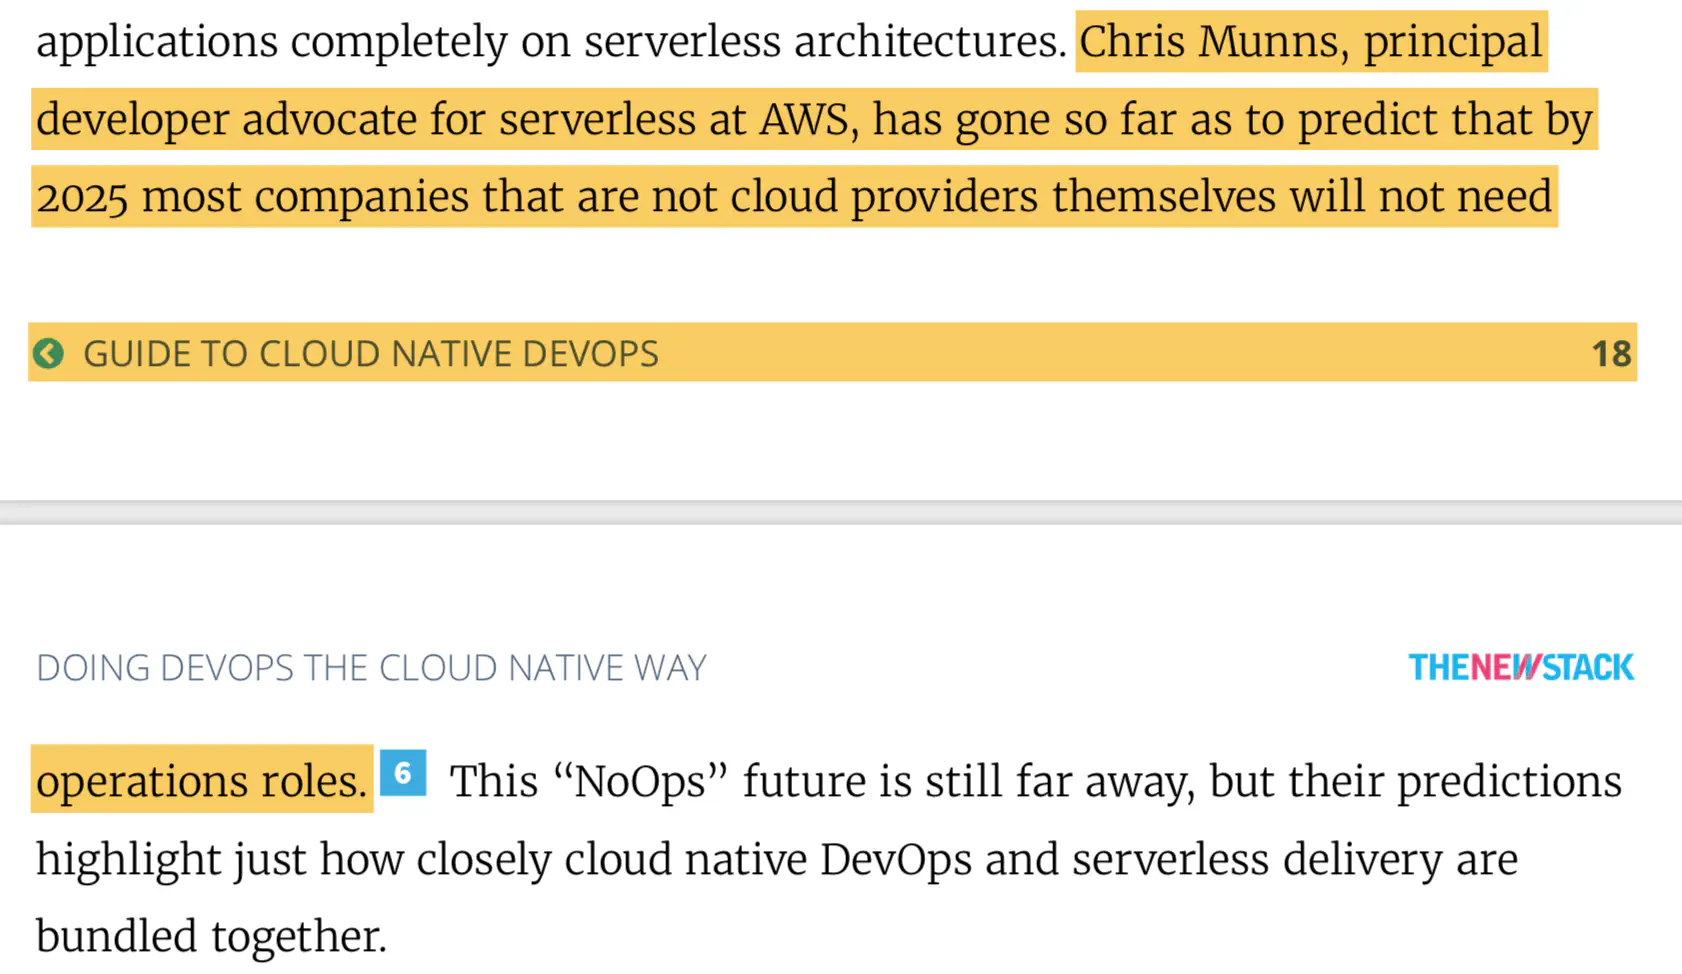 applications completely on serverless architectures. Chris Munns, principal
developer advocate for serverless at AWS, has gone so far as to predict that by
2025 most companies that are not cloud providers themselves will not need
GUIDE TO CLOUD NATIVE DEVOPS 18
DOING DEVOPS THE CLOUD NATIVE WAY THENEWSTACK
operations roles. 6 This “NoOps” future is still far away, but their predictions
highlight just how closely cloud native DevOps and serverless delivery are
bundled together.